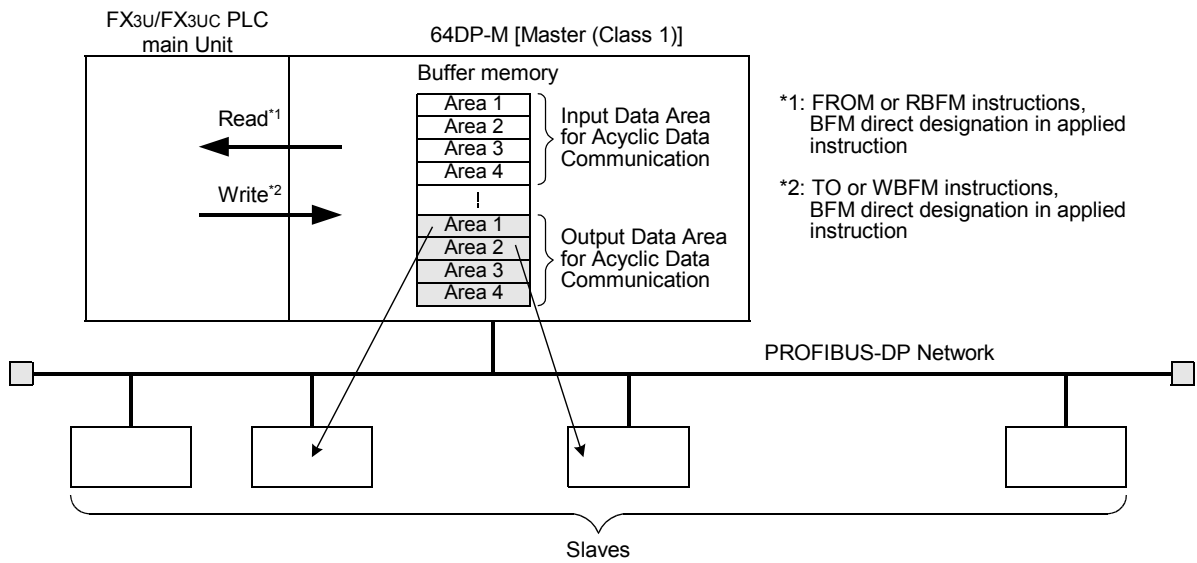 FX3U/FX3UC PLC
main Unit
64DP-M [Master (Class 1)]
Buffer memory
Read*1
Write*2
Area 1
Area 2
Area 3
Area 4
Input Data Area
for Acyclic Data
Communication
Area 1
Area 2
Area 3
Area 4
Output Data Area
for Acyclic Data
Communication
*1: FROM or RBFM instructions,
BFM direct designation in applied
instruction
*2: TO or WBFM instructions,
BFM direct designation in applied
instruction
PROFIBUS-DP Network
Slaves